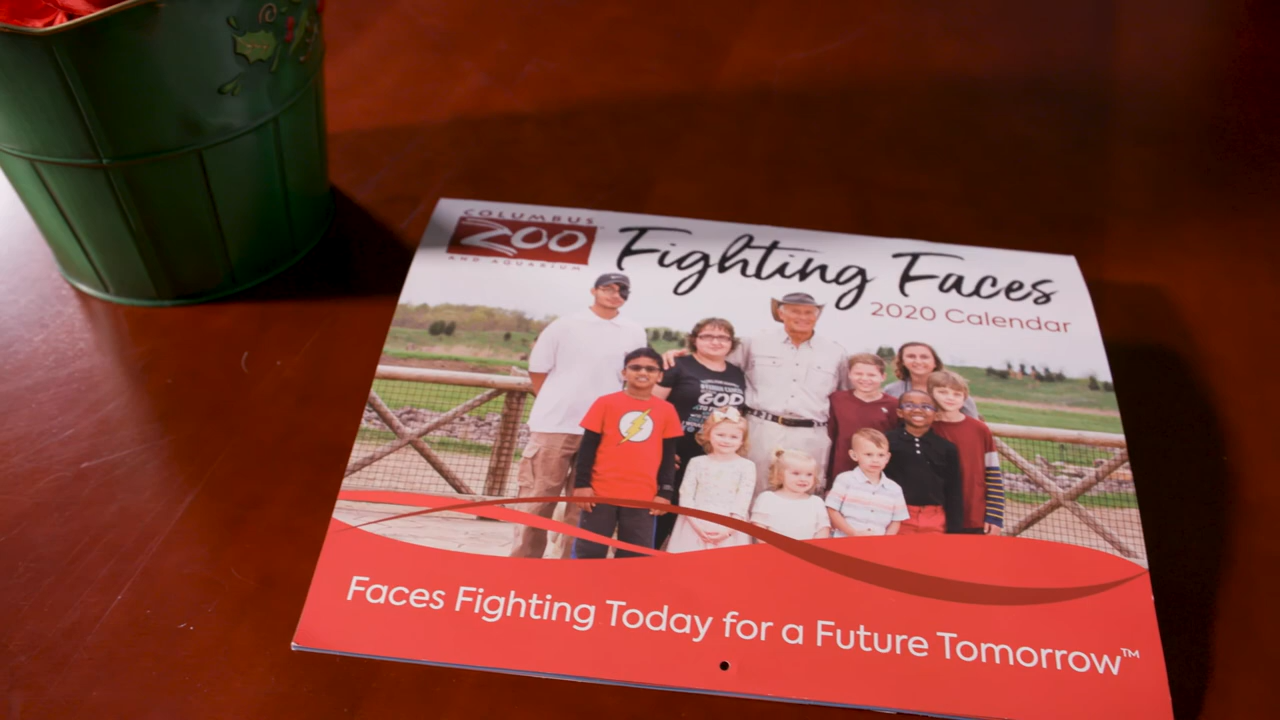 COLUMBUS
ZOO
AND AQUARIUM
Fighting Faces
2020 Calendar
GOD
Faces Fighting Today for a Future Tomorrow™